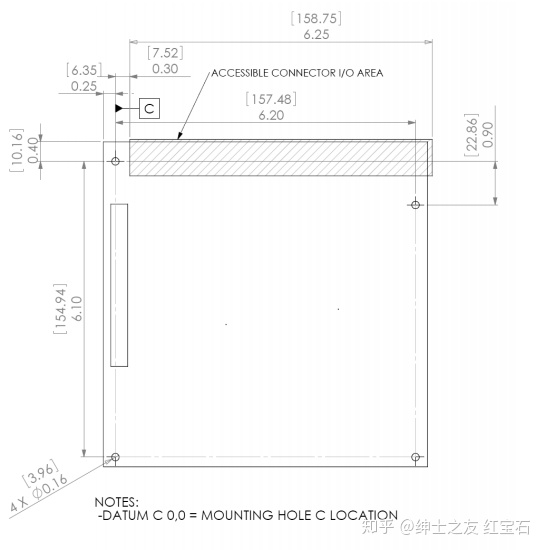 [158.75]
6.25
[7.52]
0.30
[6.35]
0.25
ACCESSIBLE CONNECTOR I/O AREA
C
[157.48]
6.20
[10.16]
0.40
[22.86]
0.90
[154.94]
6.10
[3.96]
4 X ∅0.16
NOTES:
-DATUM C 0,0 = MOUNTING HOLE C LOCATION
知乎 @绅士之友 红宝石